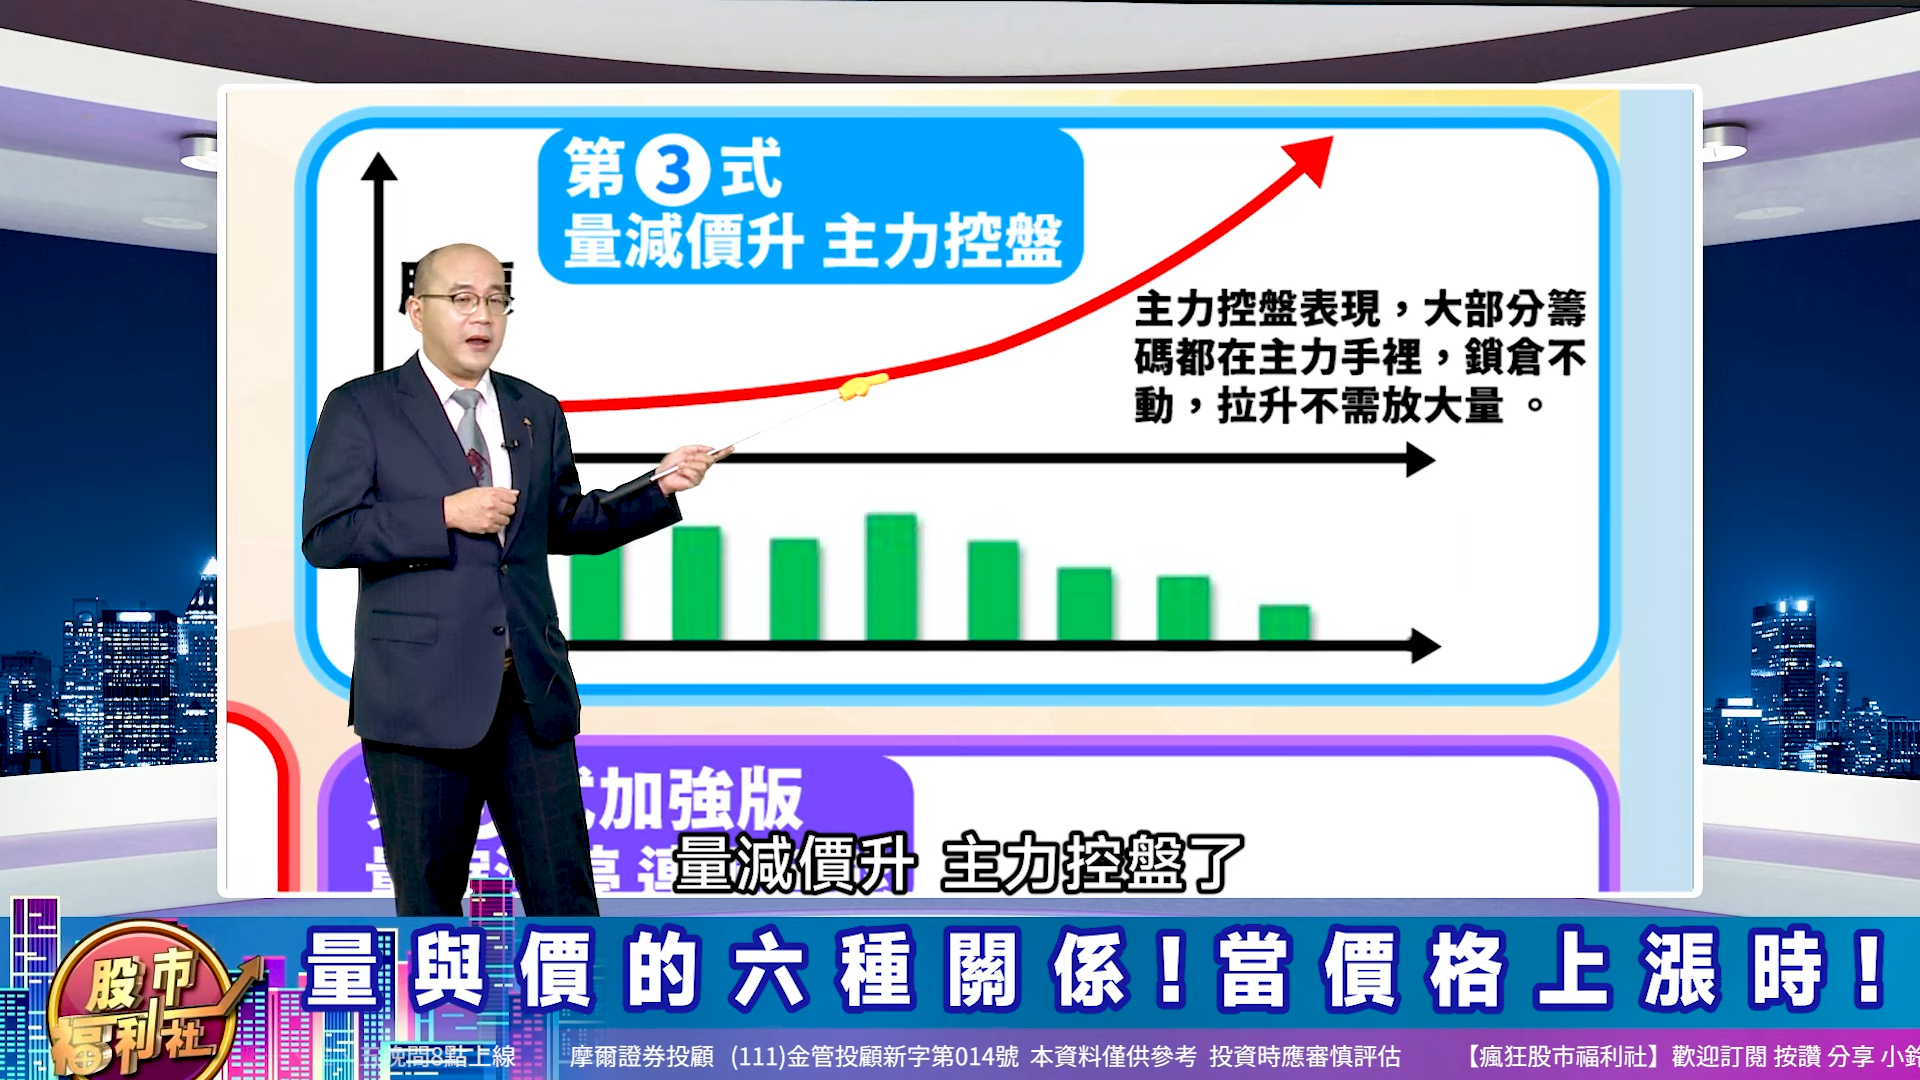 第3式
量減價升 主力控盤
主力控盤表現，大部分籌
碼都在主力手裡，鎖倉不
動，拉升不需放大量 。
式加強版
量減價升 主力控盤了
量與價的六種關係!當價格上漲時!
股市
福利社
晚間8點上線 摩爾證券投顧 (111)金管投顧新字第014號 本資料僅供參考 投資時應審慎評估 【瘋狂股市福利社】歡迎訂閱 按讚 分享 小鈴